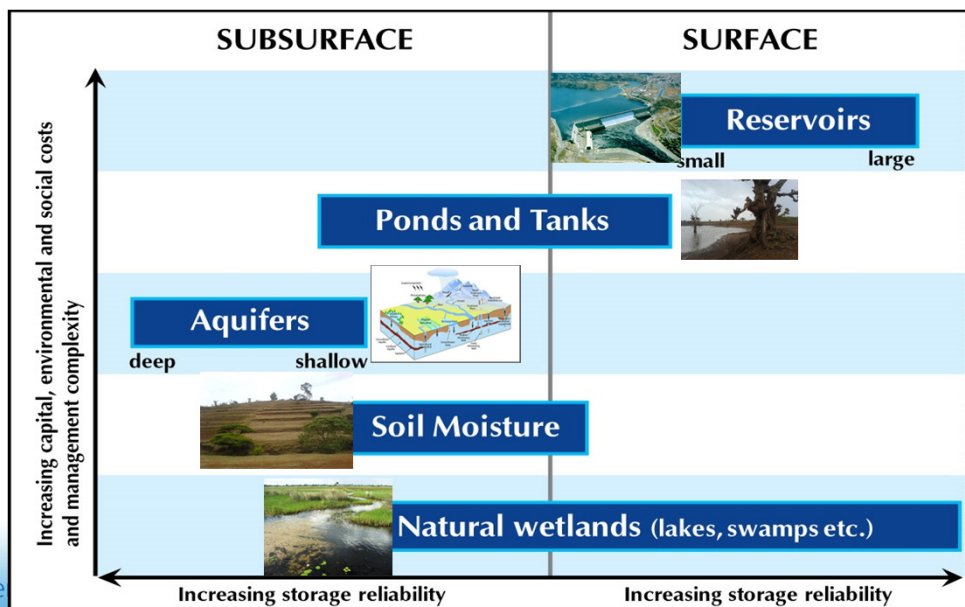 SUBSURFACE
SURFACE
Increasing capital, environmental and social costs
and management complexity
Reservoirs
small
large
Ponds and Tanks
Aquifers
deep
shallow
Soil Moisture
Natural wetlands (lakes, swamps etc.)
Increasing storage reliability
Increasing storage reliability
e